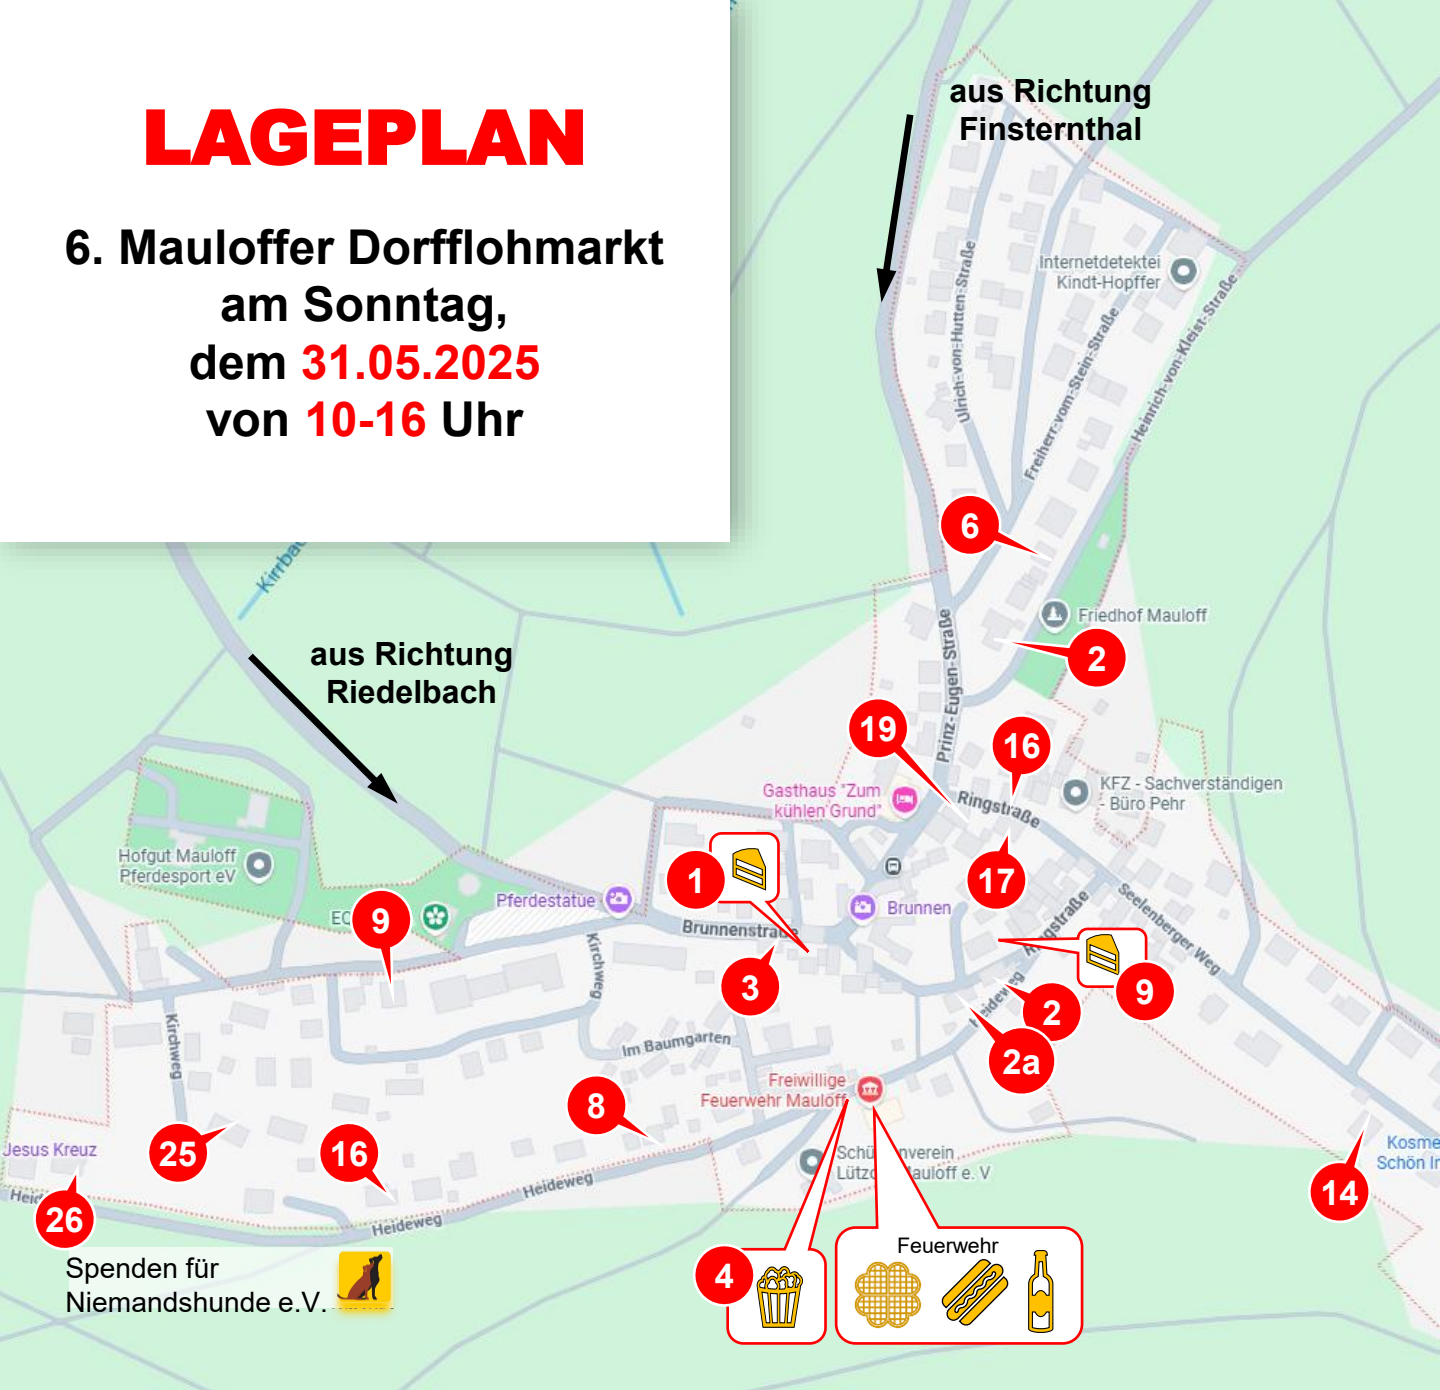 LAGEPLAN
6. Mauloffer Dorfflohmarkt
am Sonntag,
dem 31.05.2025
von 10-16 Uhr
aus Richtung
Finsternthal
Internetdetektei
Kindt-Hopffer
Ulrich-von-Hutten-Straße
Freiherr-vom-Stein-Straße
Heinrich-von-Kleist-Straße
6
Friedhof Mauloff
2
Prinz-Eugen-Straße
aus Richtung
Riedelbach
19
16
Gasthaus "Zum
kühlen Grund"
Ringstraße
KFZ - Sachverständigen
- Büro Pehr
Hofgut Mauloff
Pferdesport eV
1
17
Pferdestatue
Brunnen
9
Brunnenstraße
Ringstraße
Seelenberger Weg
Kirchweg
3
Heideweg
9
2
2a
Kirchweg
Im Baumgarten
Freiwillige
Feuerwehr Mauloff
8
Jesus Kreuz
25
16
Heideweg
Heideweg
26
14
Spenden für
Niemandshunde e.V.
4
Feuerwehr